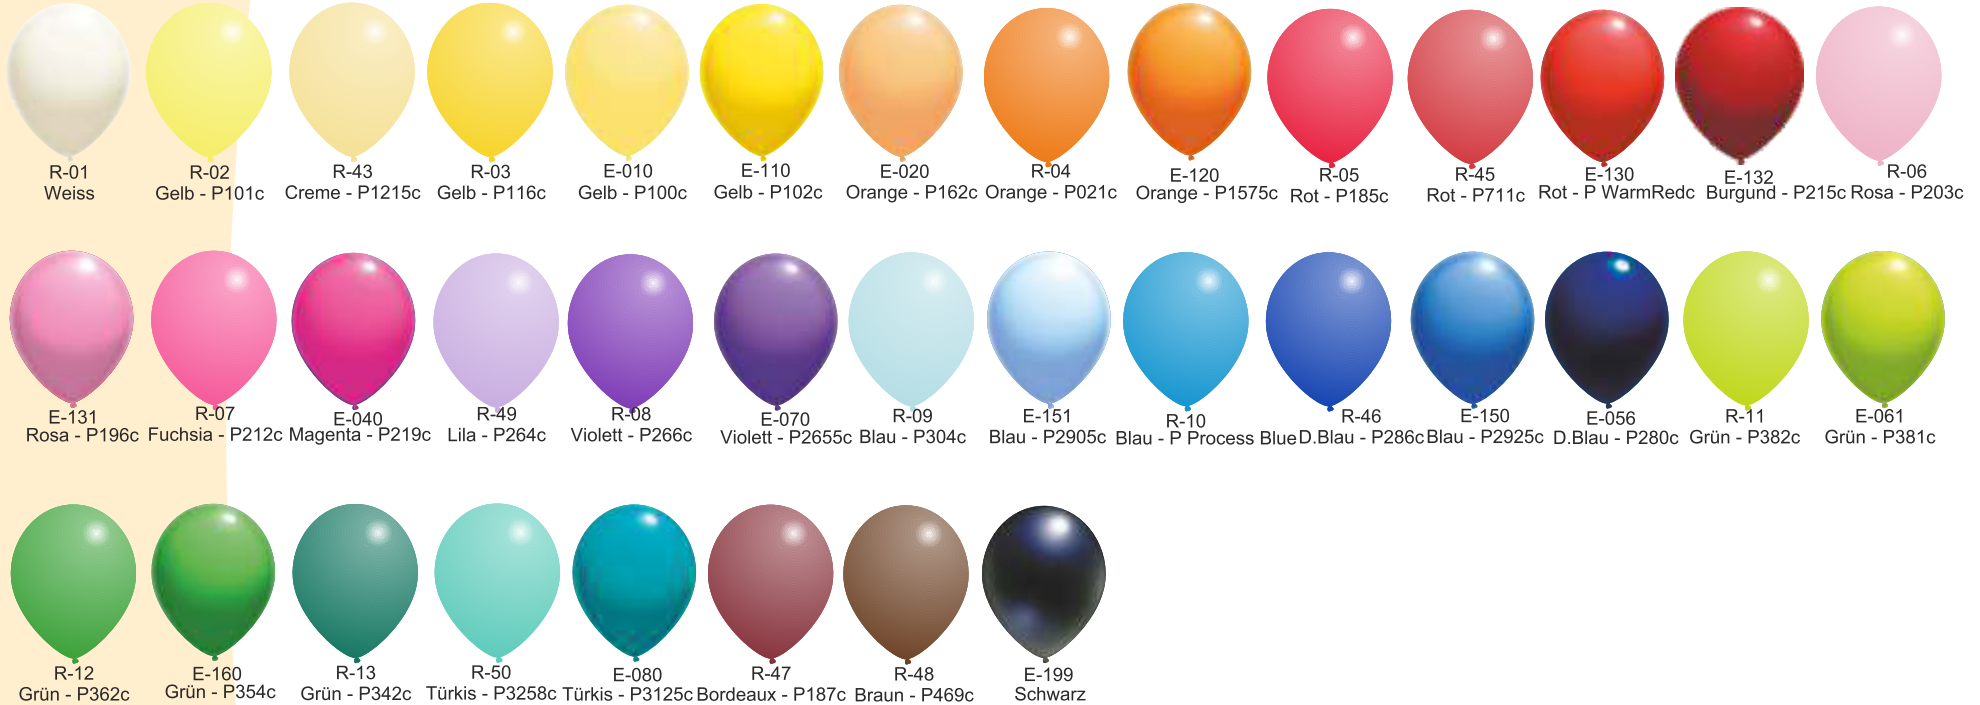 R-01
Weiss
R-02
Gelb - P101c
R-43
Creme - P1215c
R-03
Gelb - P116c
E-010
Gelb - P100c
E-110
Gelb - P102c
E-020
Orange - P162c
R-04
Orange - P021c
E-120
Orange - P1575c
R-05
Rot - P185c
R-45
Rot - P711c
E-130
Rot - P WarmRedc
E-132
Burgund - P215c
R-06
Rosa - P203c
E-131
Rosa - P196c
R-07
Fuchsia - P212c
E-040
Magenta - P219c
R-49
Lila - P264c
R-08
Violett - P266c
E-070
Violett - P2655c
R-09
Blau - P304c
E-151
Blau - P2905c
R-10
Blau - P Process Blue
R-46
D.Blau - P286c
E-150
Blau - P2925c
E-056
D.Blau - P280c
R-11
Grün - P382c
E-061
Grün - P381c
R-12
Grün - P362c
E-160
Grün - P354c
R-13
Grün - P342c
R-50
Türkis - P3258c
E-080
Türkis - P3125c
R-47
Bordeaux - P187c
R-48
Braun - P469c
E-199
Schwarz